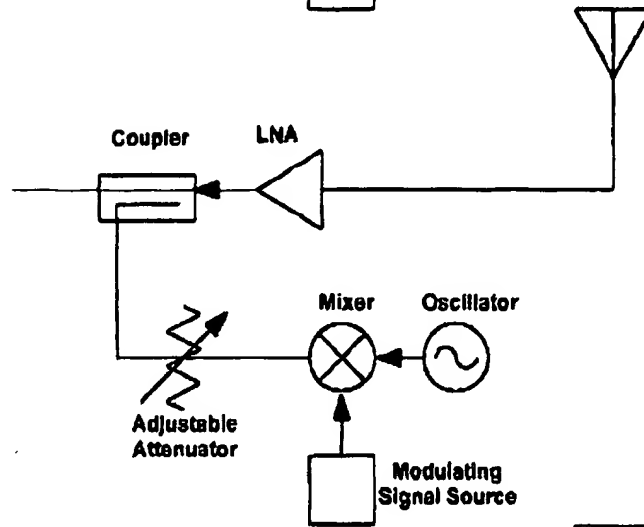 Coupler
LNA
Mixer
Oscillator
Adjustable
Attenuator
Modulating
Signal Source